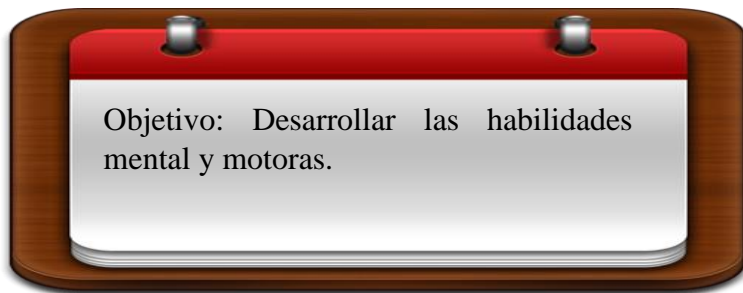 Objetivo: Desarrollar las habilidades
mental y motoras.